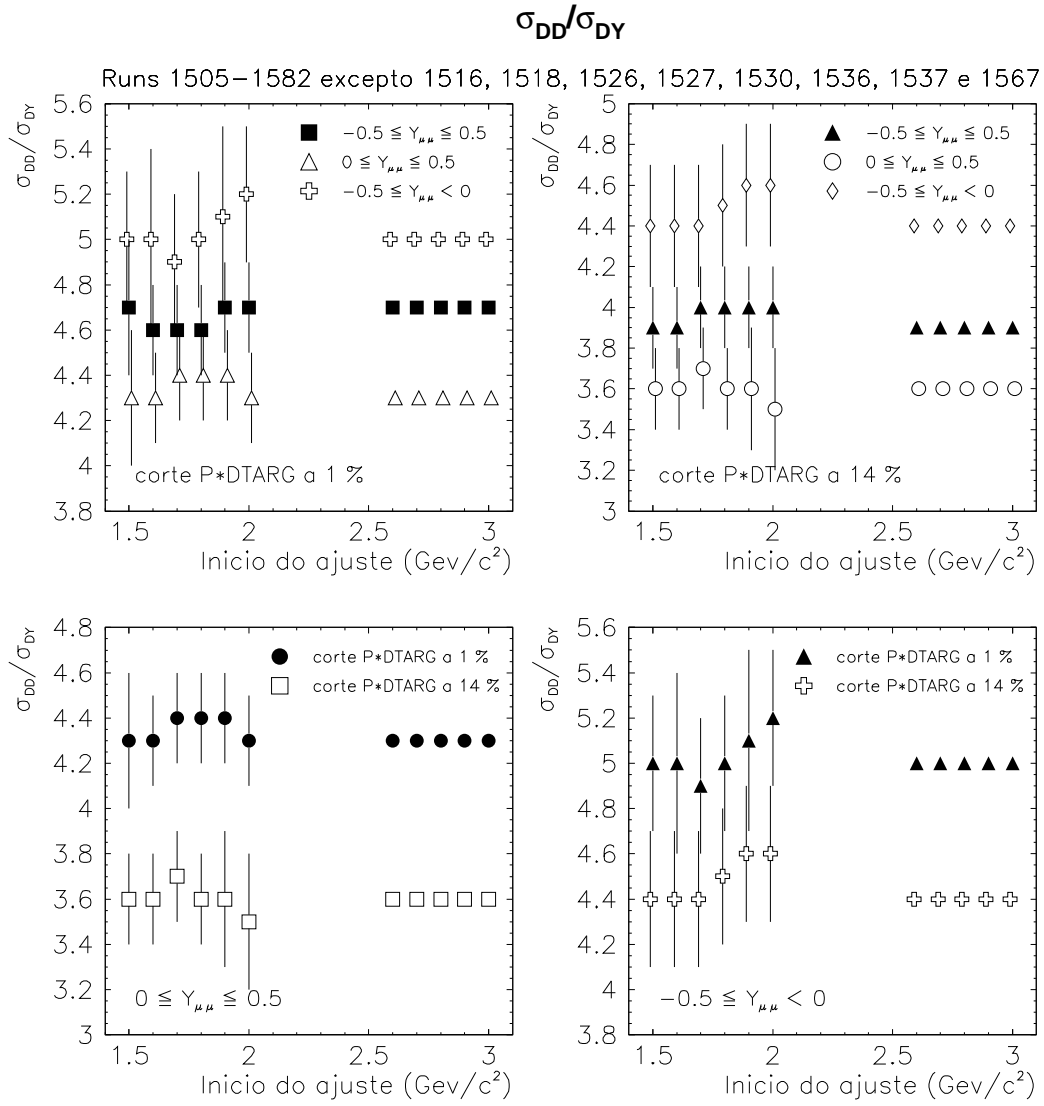 σDD/σDY
Runs 1505−1582 excepto 1516, 1518, 1526, 1527, 1530, 1536, 1537 e 1567
σDD/σDY
5.6
5.4
5.2
5
4.8
4.6
4.4
4.2
4
3.8
−0.5 ≤ Yμμ ≤ 0.5
0 ≤ Yμμ ≤ 0.5
−0.5 ≤ Yμμ < 0
corte P*DTARG a 1 %
1.5 2 2.5 3
Inicio do ajuste (Gev/c²)
σDD/σDY
5
4.8
4.6
4.4
4.2
4
3.8
3.6
3.4
3.2
3
−0.5 ≤ Yμμ ≤ 0.5
0 ≤ Yμμ ≤ 0.5
−0.5 ≤ Yμμ < 0
corte P*DTARG a 14 %
1.5 2 2.5 3
Inicio do ajuste (Gev/c²)
σDD/σDY
4.8
4.6
4.4
4.2
4
3.8
3.6
3.4
3.2
3
corte P*DTARG a 1 %
corte P*DTARG a 14 %
0 ≤ Yμμ ≤ 0.5
1.5 2 2.5 3
Inicio do ajuste (Gev/c²)
σDD/σDY
5.6
5.4
5.2
5
4.8
4.6
4.4
4.2
4
3.8
corte P*DTARG a 1 %
corte P*DTARG a 14 %
−0.5 ≤ Yμμ < 0
1.5 2 2.5 3
Inicio do ajuste (Gev/c²)